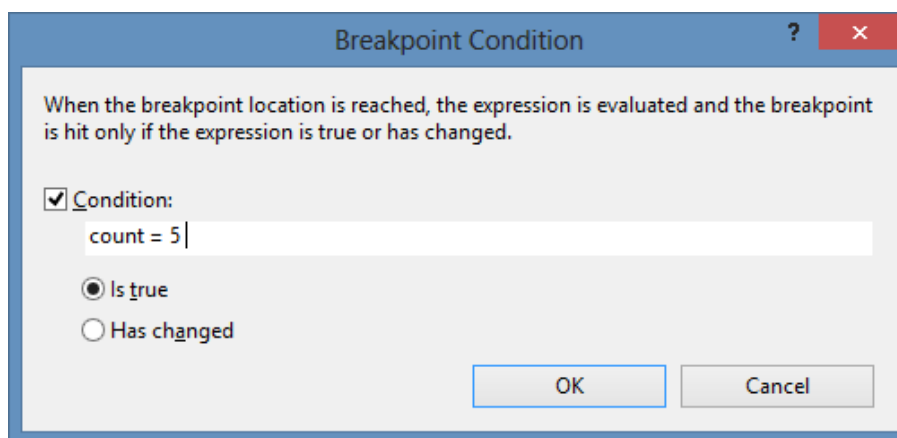 Breakpoint Condition
?
When the breakpoint location is reached, the expression is evaluated and the breakpoint
is hit only if the expression is true or has changed.
Condition:
count = 5
Is true
Has changed
OK Cancel